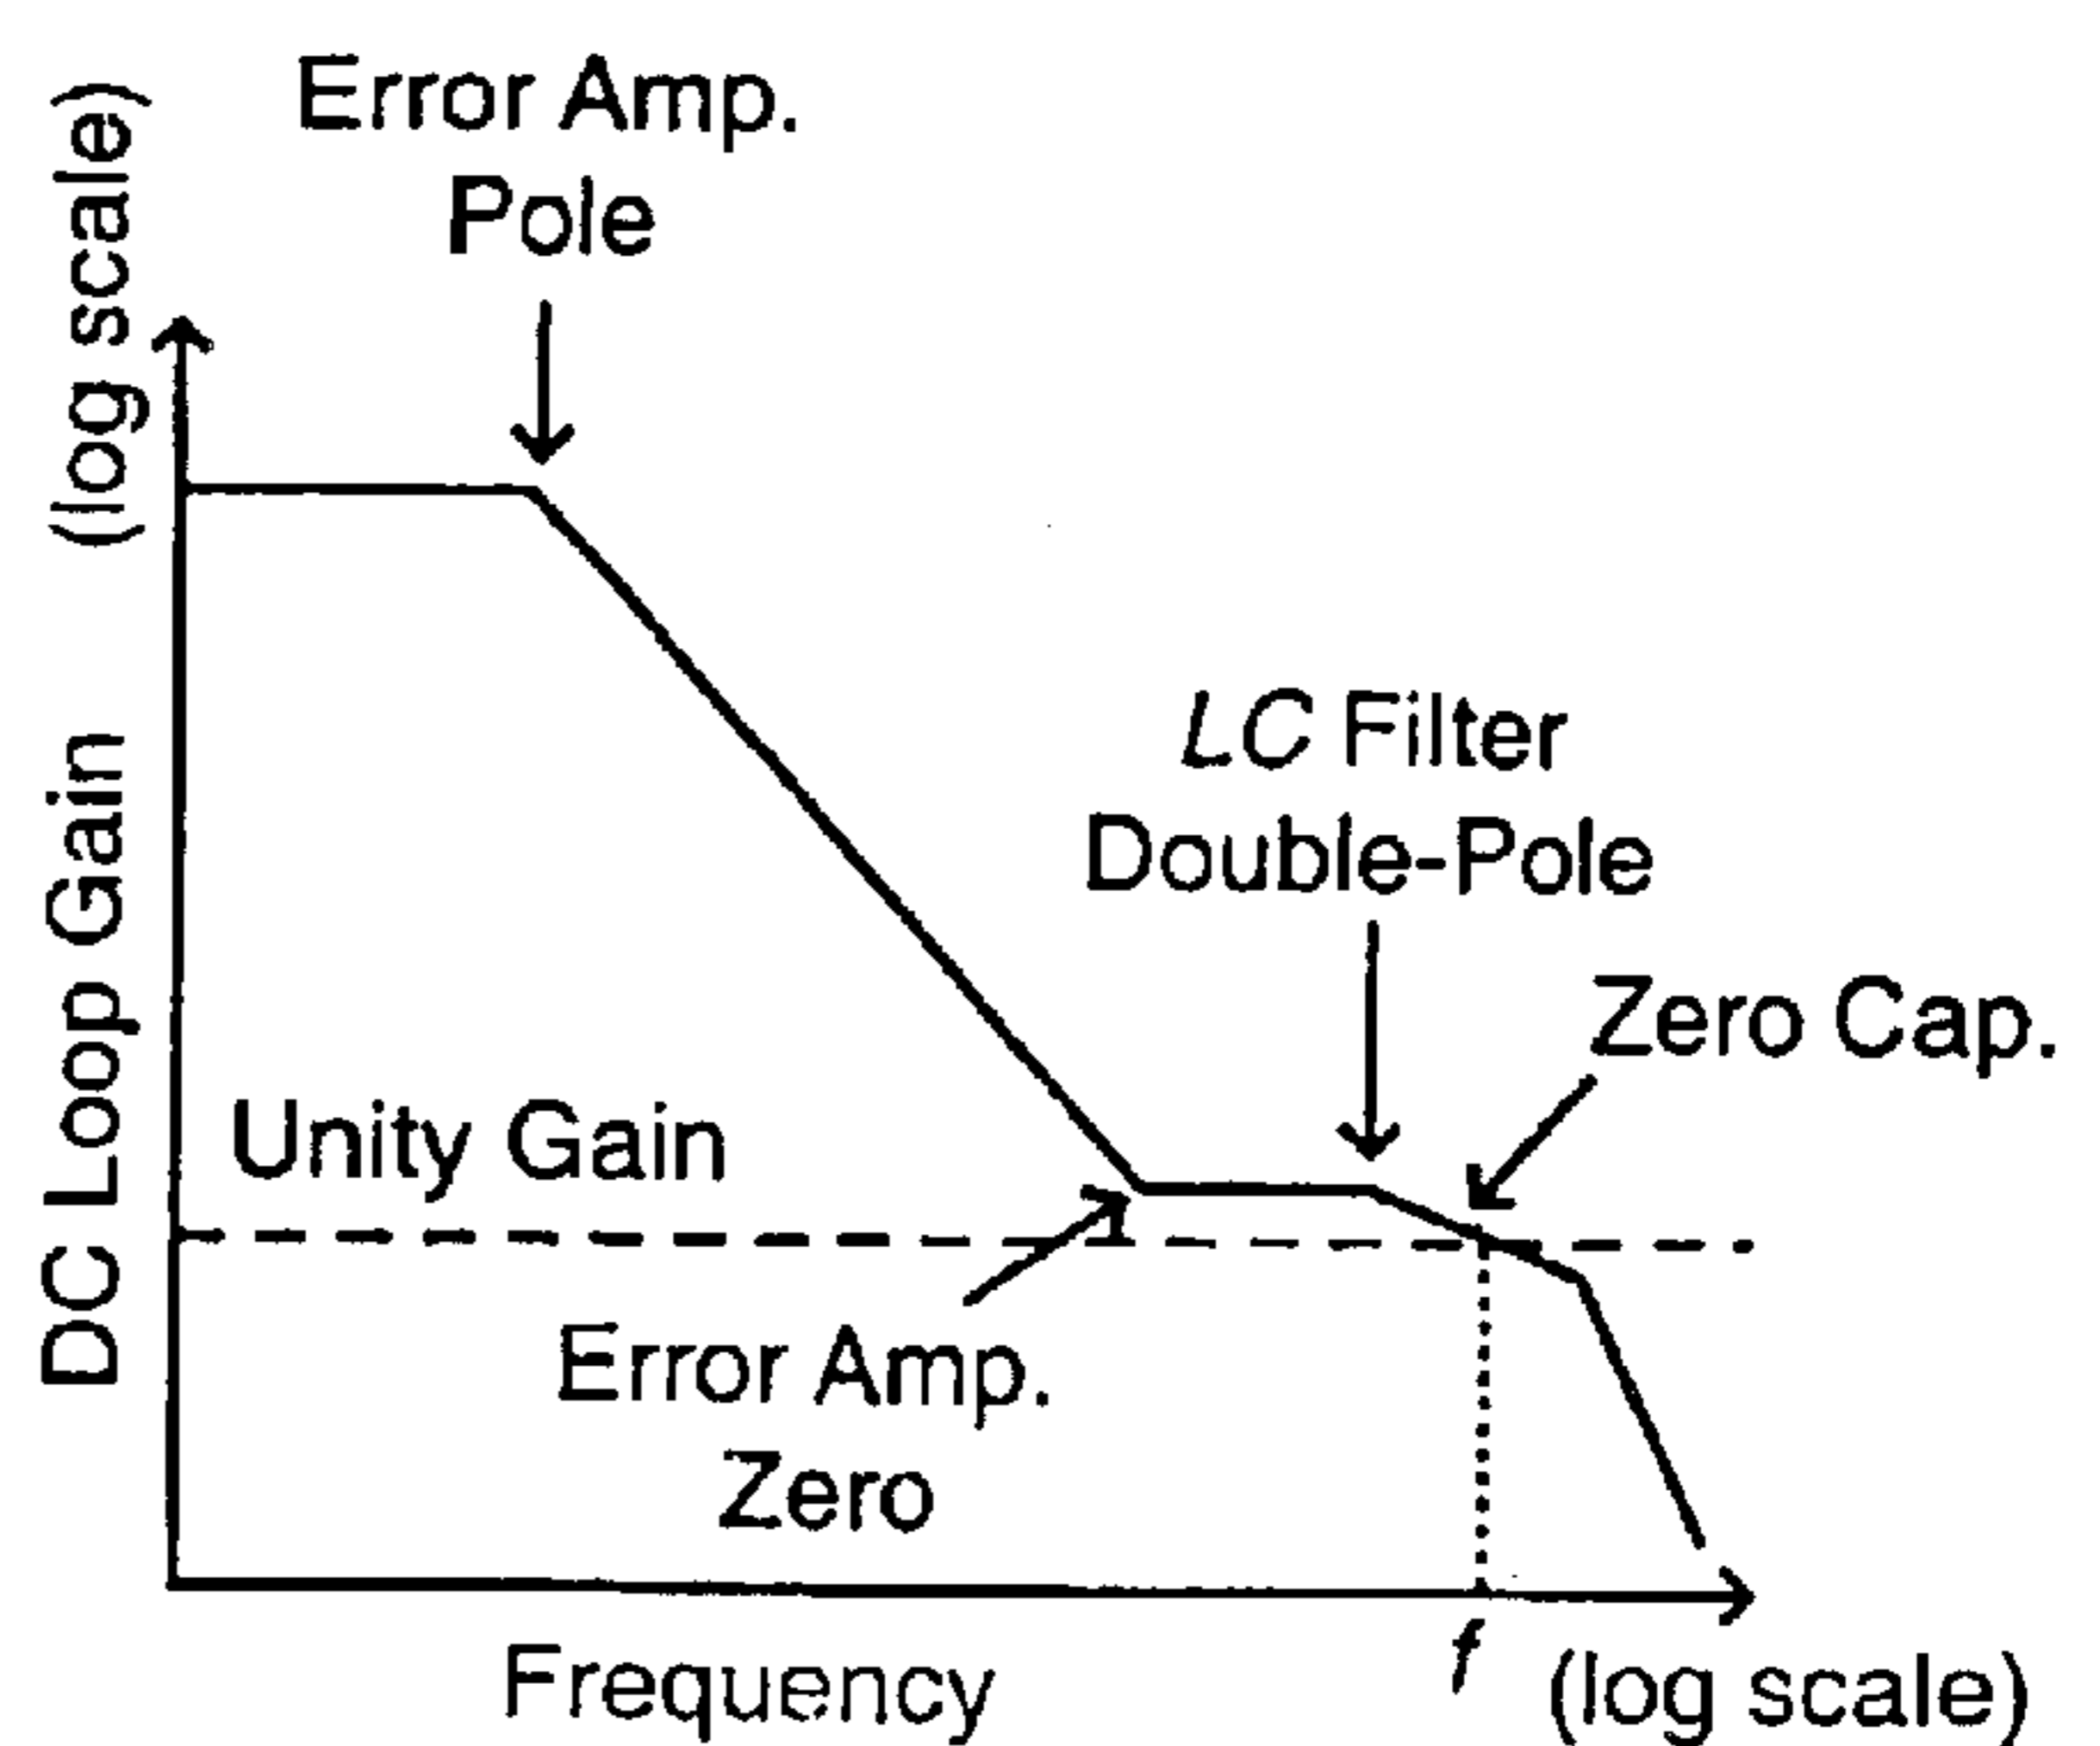 Error Amp.
Pole
DC Loop Gain (log scale)
LC Filter
Double-Pole
Zero Cap.
Unity Gain
Error Amp.
Zero
Frequency
f
(log scale)